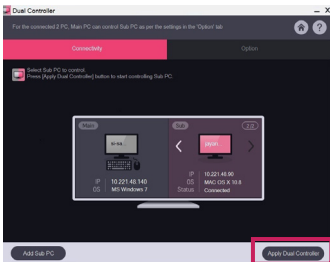 Dual Controller
For the connected 2 PC, Main PC can control Sub PC as per the settings in the 'Option' tab
Connectivity
Option
Select Sub PC to control.
Press [Apply Dual Controller] button to start controlling Sub PC
Main
Sub
IP 10.221.48.140
OS MS Windows 7
IP 10.221.48.90
OS MAC OS X 10.8
Status Connected
Add Sub PC
Apply Dual Controller